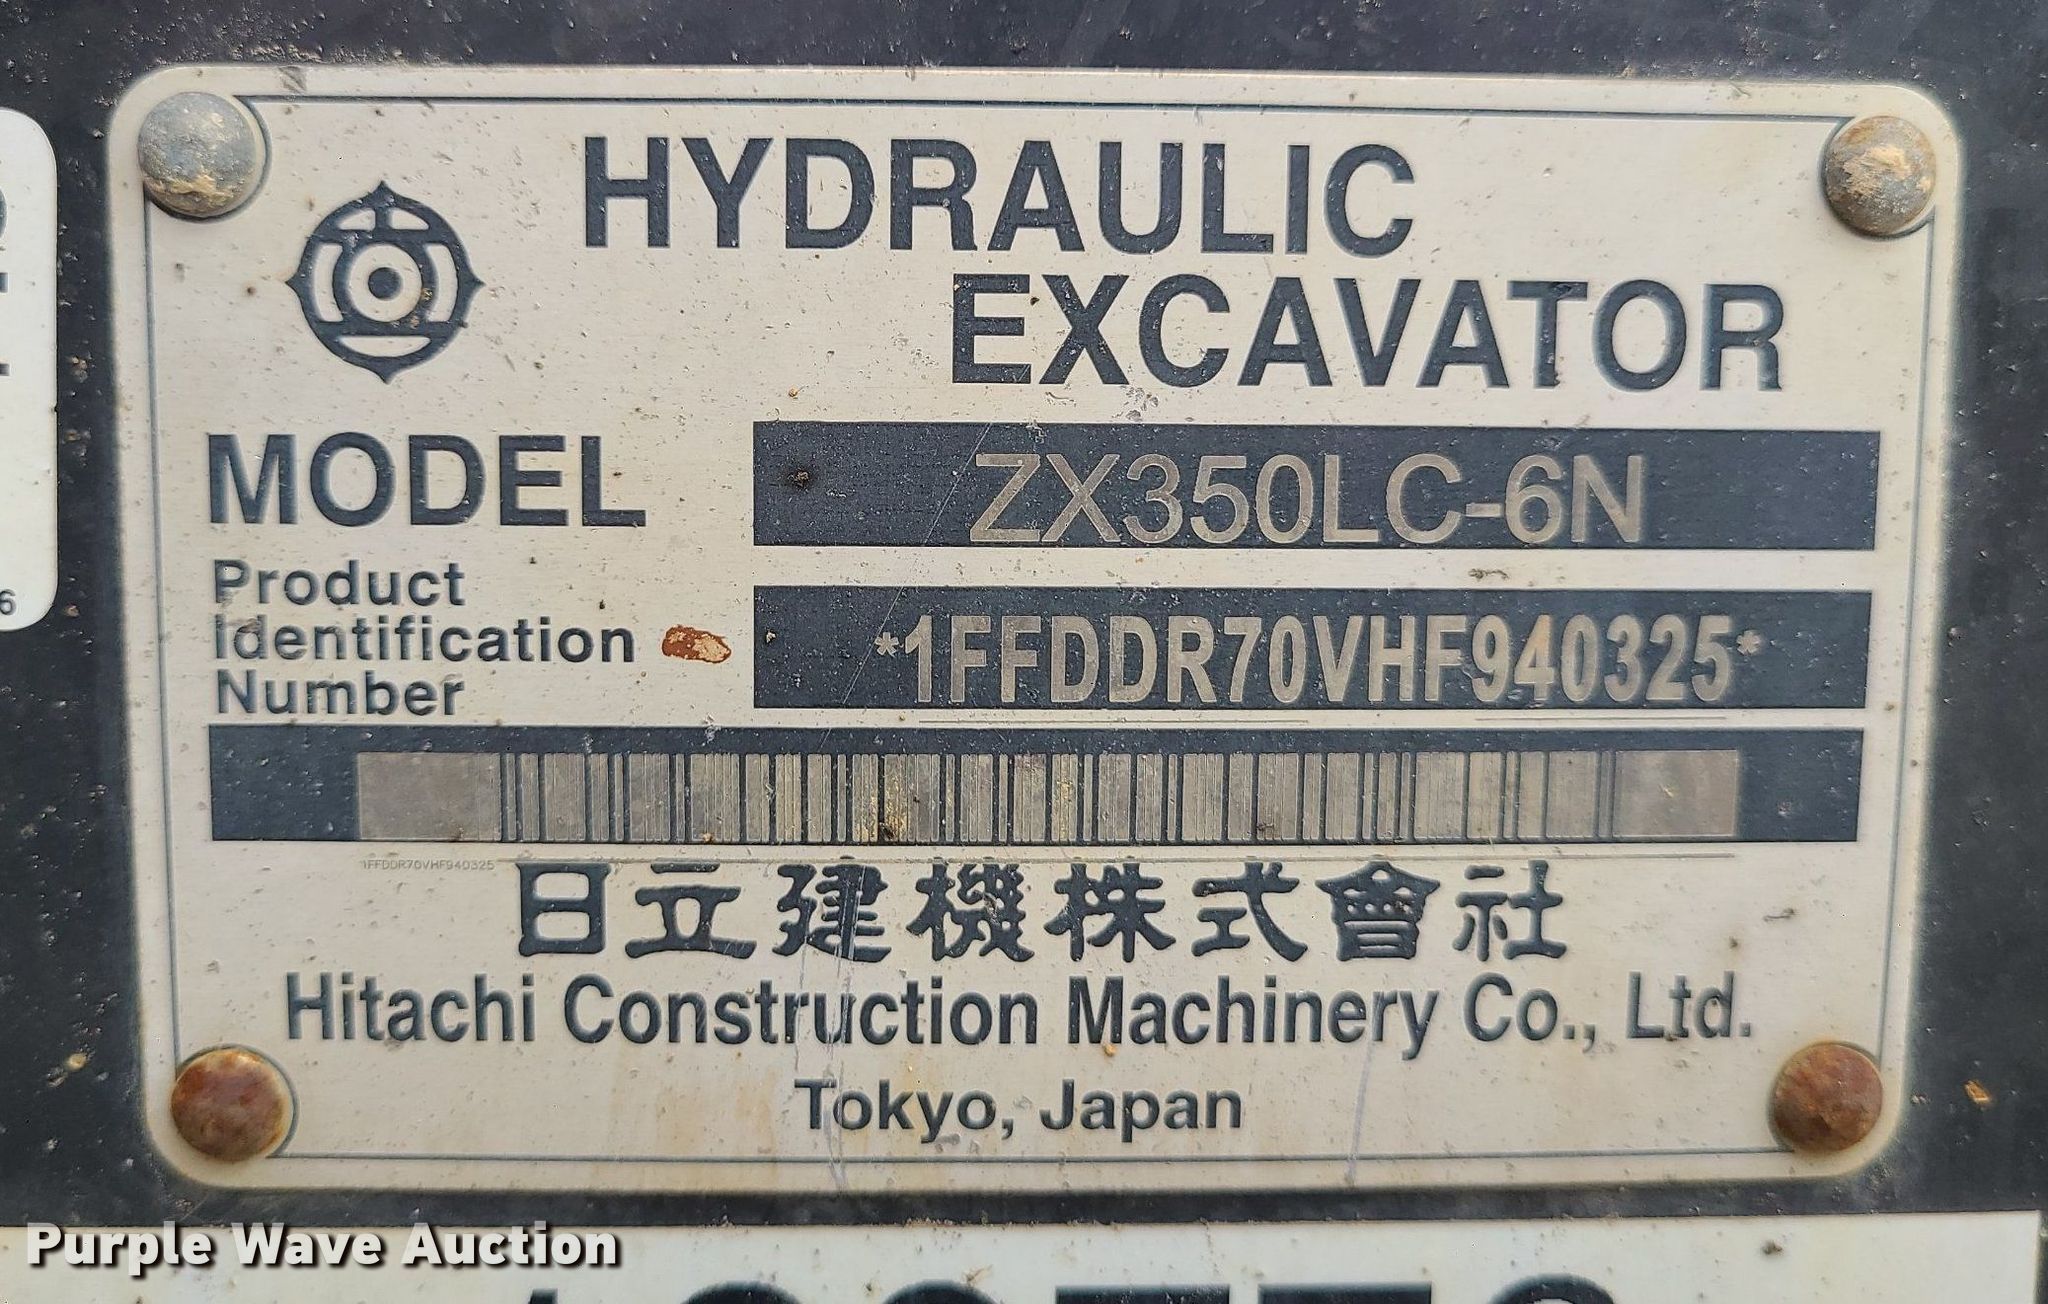 HYDRAULIC
EXCAVATOR
MODEL ZX350LC-6N
Product
Identification
Number
*1FFDDR70VHF940325*
1FFDDR70VHF940325
日立建機株式會社
Hitachi Construction Machinery Co., Ltd.
Tokyo, Japan
Purple Wave Auction